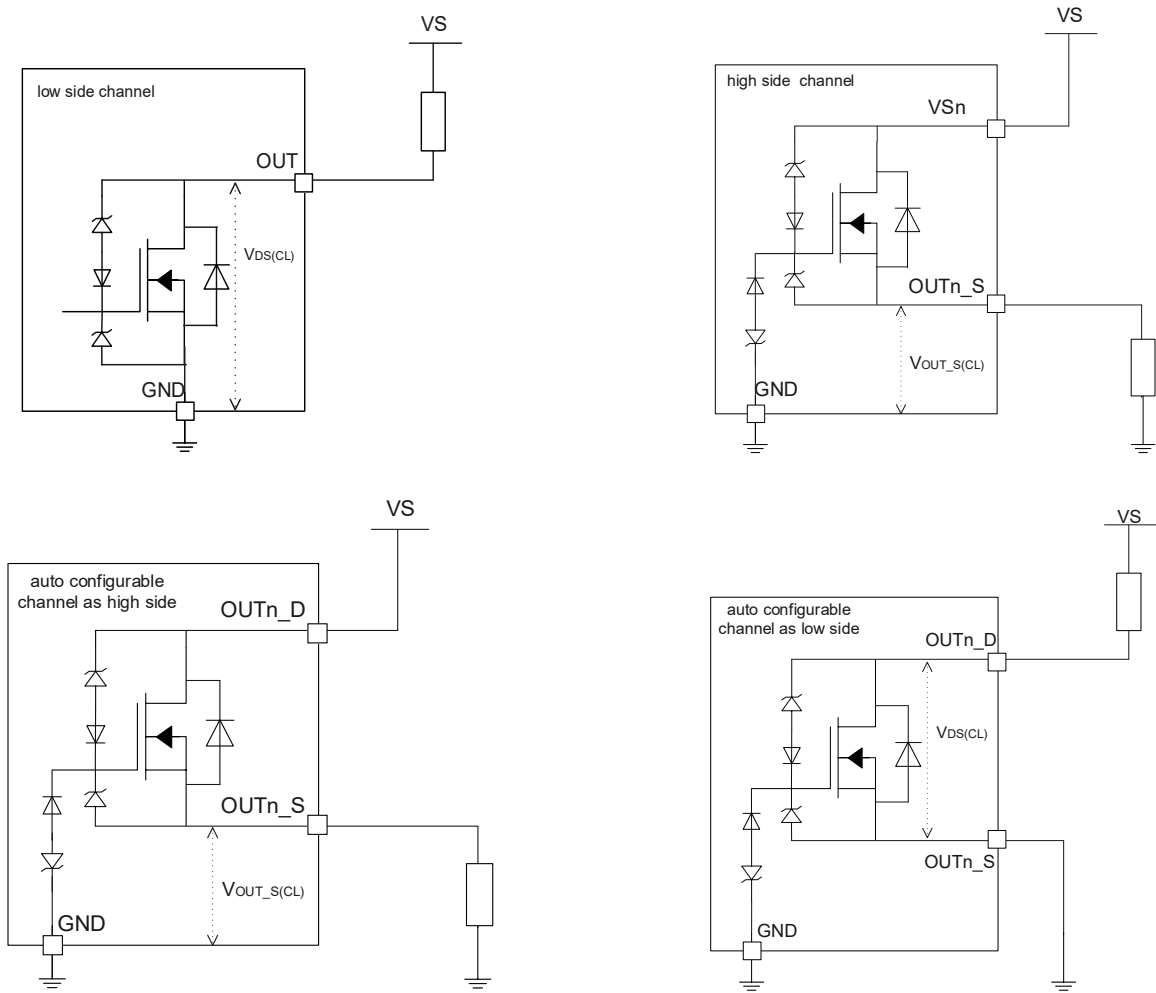 VS
low side channel
OUT
VDS(CL)
GND
VS
high side channel
VSn
OUTn_S
VOUT_S(CL)
GND
VS
auto configurable
channel as high side
OUTn_D
OUTn_S
VOUT_S(CL)
GND
VS
auto configurable
channel as low side
OUTn_D
VDS(CL)
OUTn_S
GND